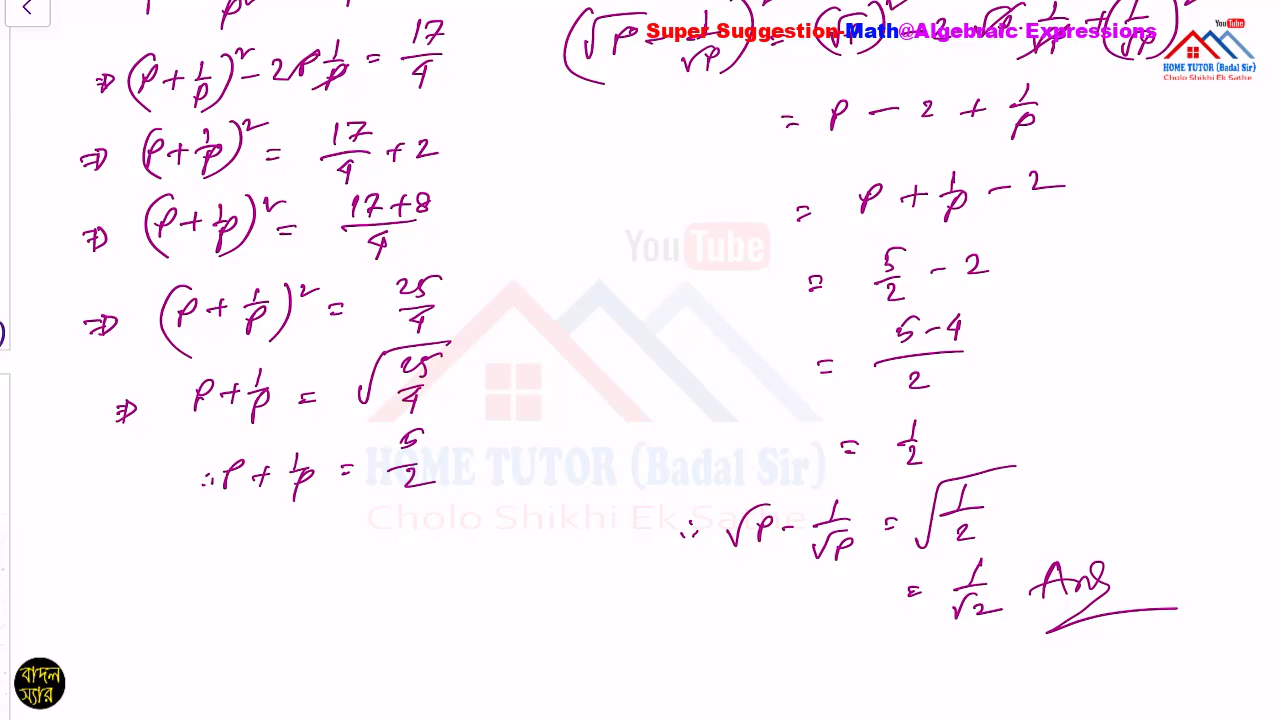 Super Suggestion-Math@Algebraic Expressions
YouTube
HOME TUTOR (Badal Sir)
Cholo Shikhi Ek Sathe
⇒ (P + 1/P)² − 2P 1/P = 17/4
⇒ (P + 1/P)² = 17/4 + 2
⇒ (P + 1/P)² = (17+8)/4
⇒ (P + 1/P)² = 25/4
⇒ P + 1/P = √(25/4)
∴ P + 1/P = 5/2
= P − 2 + 1/P
= P + 1/P − 2
= 5/2 − 2
= (5−4)/2
= 1/2
∴ √P − 1/√P = √(1/2)
= 1/√2 Ans
YouTube
HOME TUTOR (Badal Sir)
Cholo Shikhi Ek Sathe
বাদল
স্যার